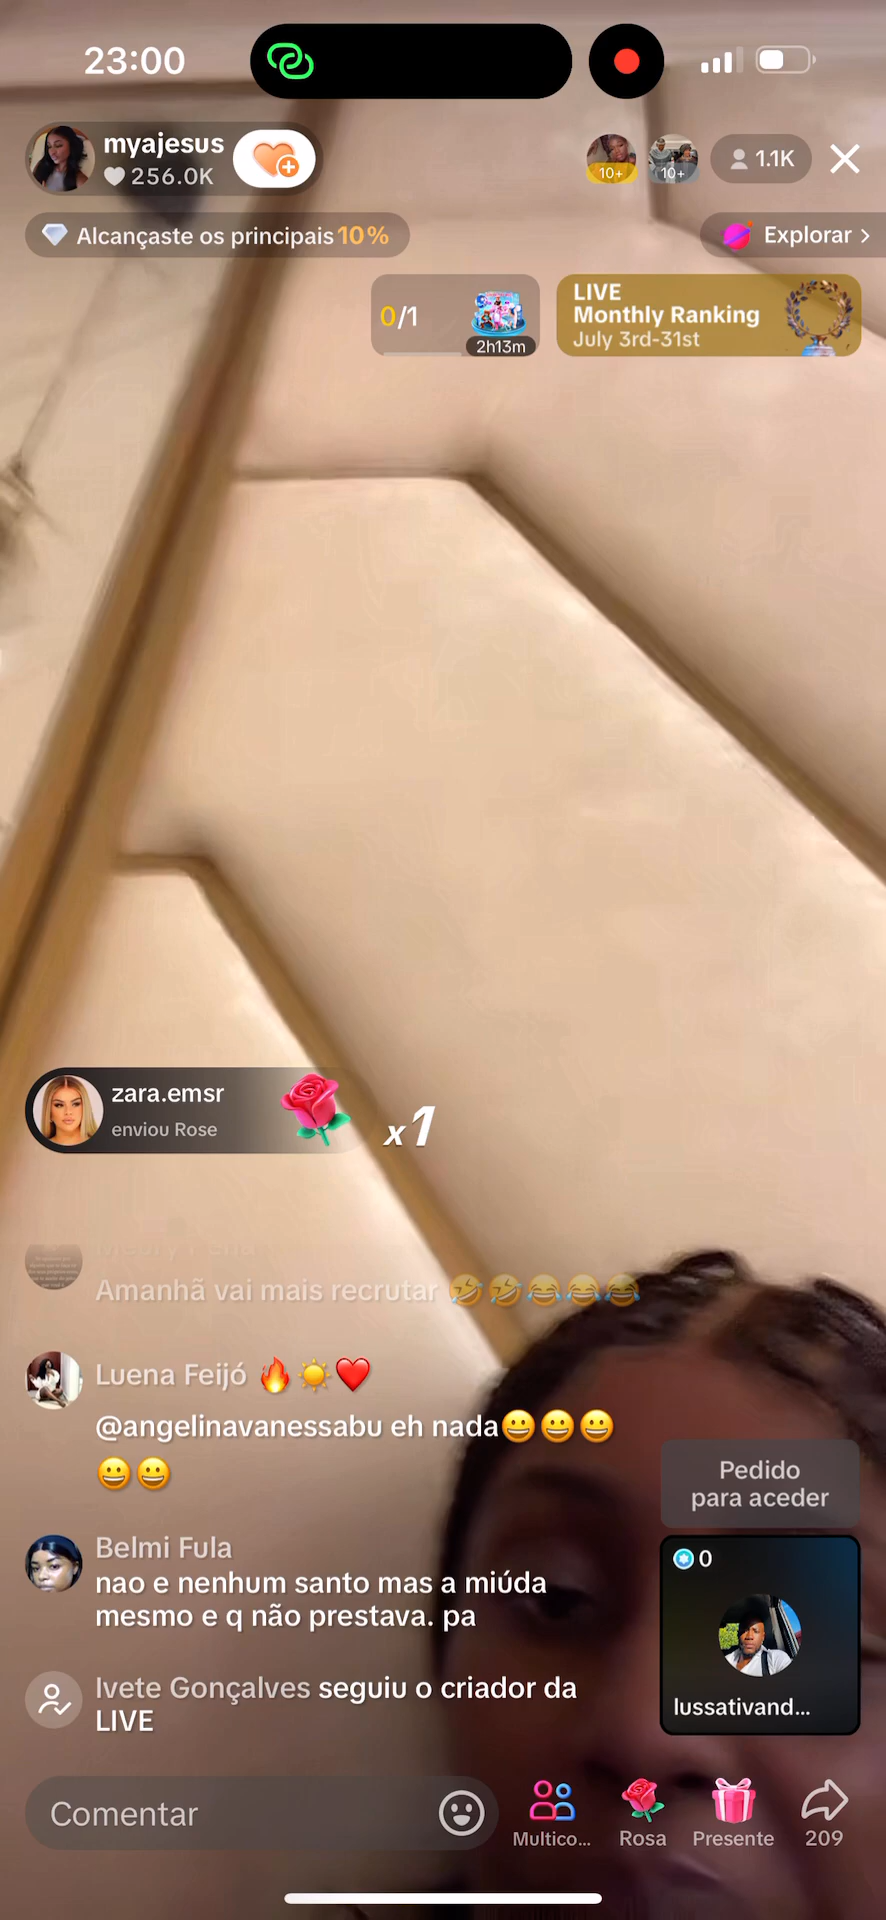 23:00
myajesus
256.0K
10+
10+
1.1K
Alcançaste os principais 10%
Explorar >
0/1
2h13m
LIVE
Monthly Ranking
July 3rd-31st
zara.emsr
enviou Rose
x1
Amanhã vai mais recrutar 🤣🤣😂😂😂
Luena Feijó 🔥☀️❤️
@angelinavanessabu eh nada😀😀😀
😀😀
Belmi Fula
nao e nenhum santo mas a miúda
mesmo e q não prestava. pa
Ivete Gonçalves seguiu o criador da
LIVE
Pedido
para aceder
0
lussativand...
Comentar
Multico...
Rosa
Presente
209